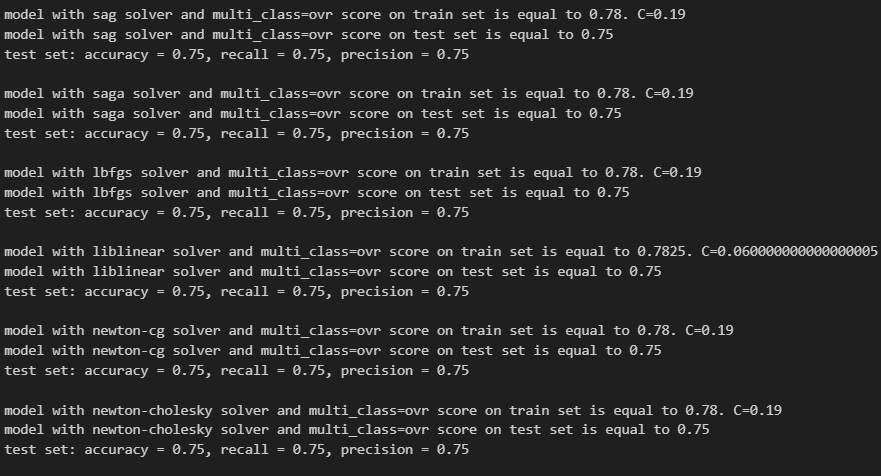 model with sag solver and multi_class=ovr score on train set is equal to 0.78. C=0.19
model with sag solver and multi_class=ovr score on test set is equal to 0.75
test set: accuracy = 0.75, recall = 0.75, precision = 0.75
model with saga solver and multi_class=ovr score on train set is equal to 0.78. C=0.19
model with saga solver and multi_class=ovr score on test set is equal to 0.75
test set: accuracy = 0.75, recall = 0.75, precision = 0.75
model with lbfgs solver and multi_class=ovr score on train set is equal to 0.78. C=0.19
model with lbfgs solver and multi_class=ovr score on test set is equal to 0.75
test set: accuracy = 0.75, recall = 0.75, precision = 0.75
model with liblinear solver and multi_class=ovr score on train set is equal to 0.7825. C=0.060000000000000005
model with liblinear solver and multi_class=ovr score on test set is equal to 0.75
test set: accuracy = 0.75, recall = 0.75, precision = 0.75
model with newton-cg solver and multi_class=ovr score on train set is equal to 0.78. C=0.19
model with newton-cg solver and multi_class=ovr score on test set is equal to 0.75
test set: accuracy = 0.75, recall = 0.75, precision = 0.75
model with newton-cholesky solver and multi_class=ovr score on train set is equal to 0.78. C=0.19
model with newton-cholesky solver and multi_class=ovr score on test set is equal to 0.75
test set: accuracy = 0.75, recall = 0.75, precision = 0.75